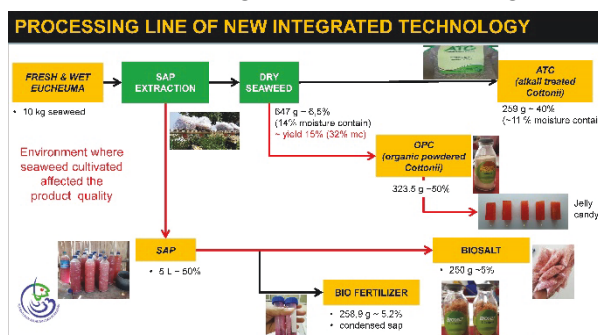 PROCESSING LINE OF NEW INTEGRATED TECHNOLOGY
FRESH & WET
EUCHEUMA
• 10 kg seaweed
SAP
EXTRACTION
DRY
SEAWEED
647 g ~ 6,5%
(14% moisture contain)
~ yield 15% (32% mc)
ATC
ATC
(alkali treated
Cottonii)
259 g ~ 40%
(~11 % moisture contai
Environment where
seaweed cultivated
affected the
product quality
OPC
(organic powdered
Cottonii)
323.5 g ~50%
Jelly
candy
SAP
• 5 L ~ 50%
BIOSALT
• 250 g ~5%
BIO FERTILIZER
• 258,9 g ~ 5.2%
• condensed sap